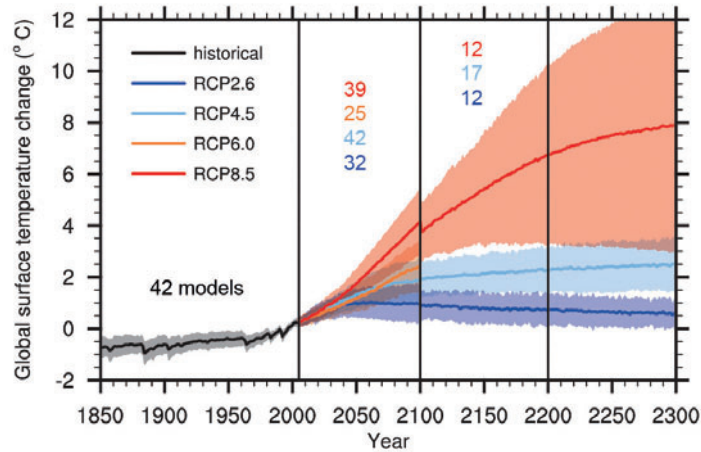 Global surface temperature change (° C)
12
10
8
6
4
2
0
-2
historical
RCP2.6
RCP4.5
RCP6.0
RCP8.5
42 models
39
25
42
32
12
17
12
1850 1900 1950 2000 2050 2100 2150 2200 2250 2300
Year